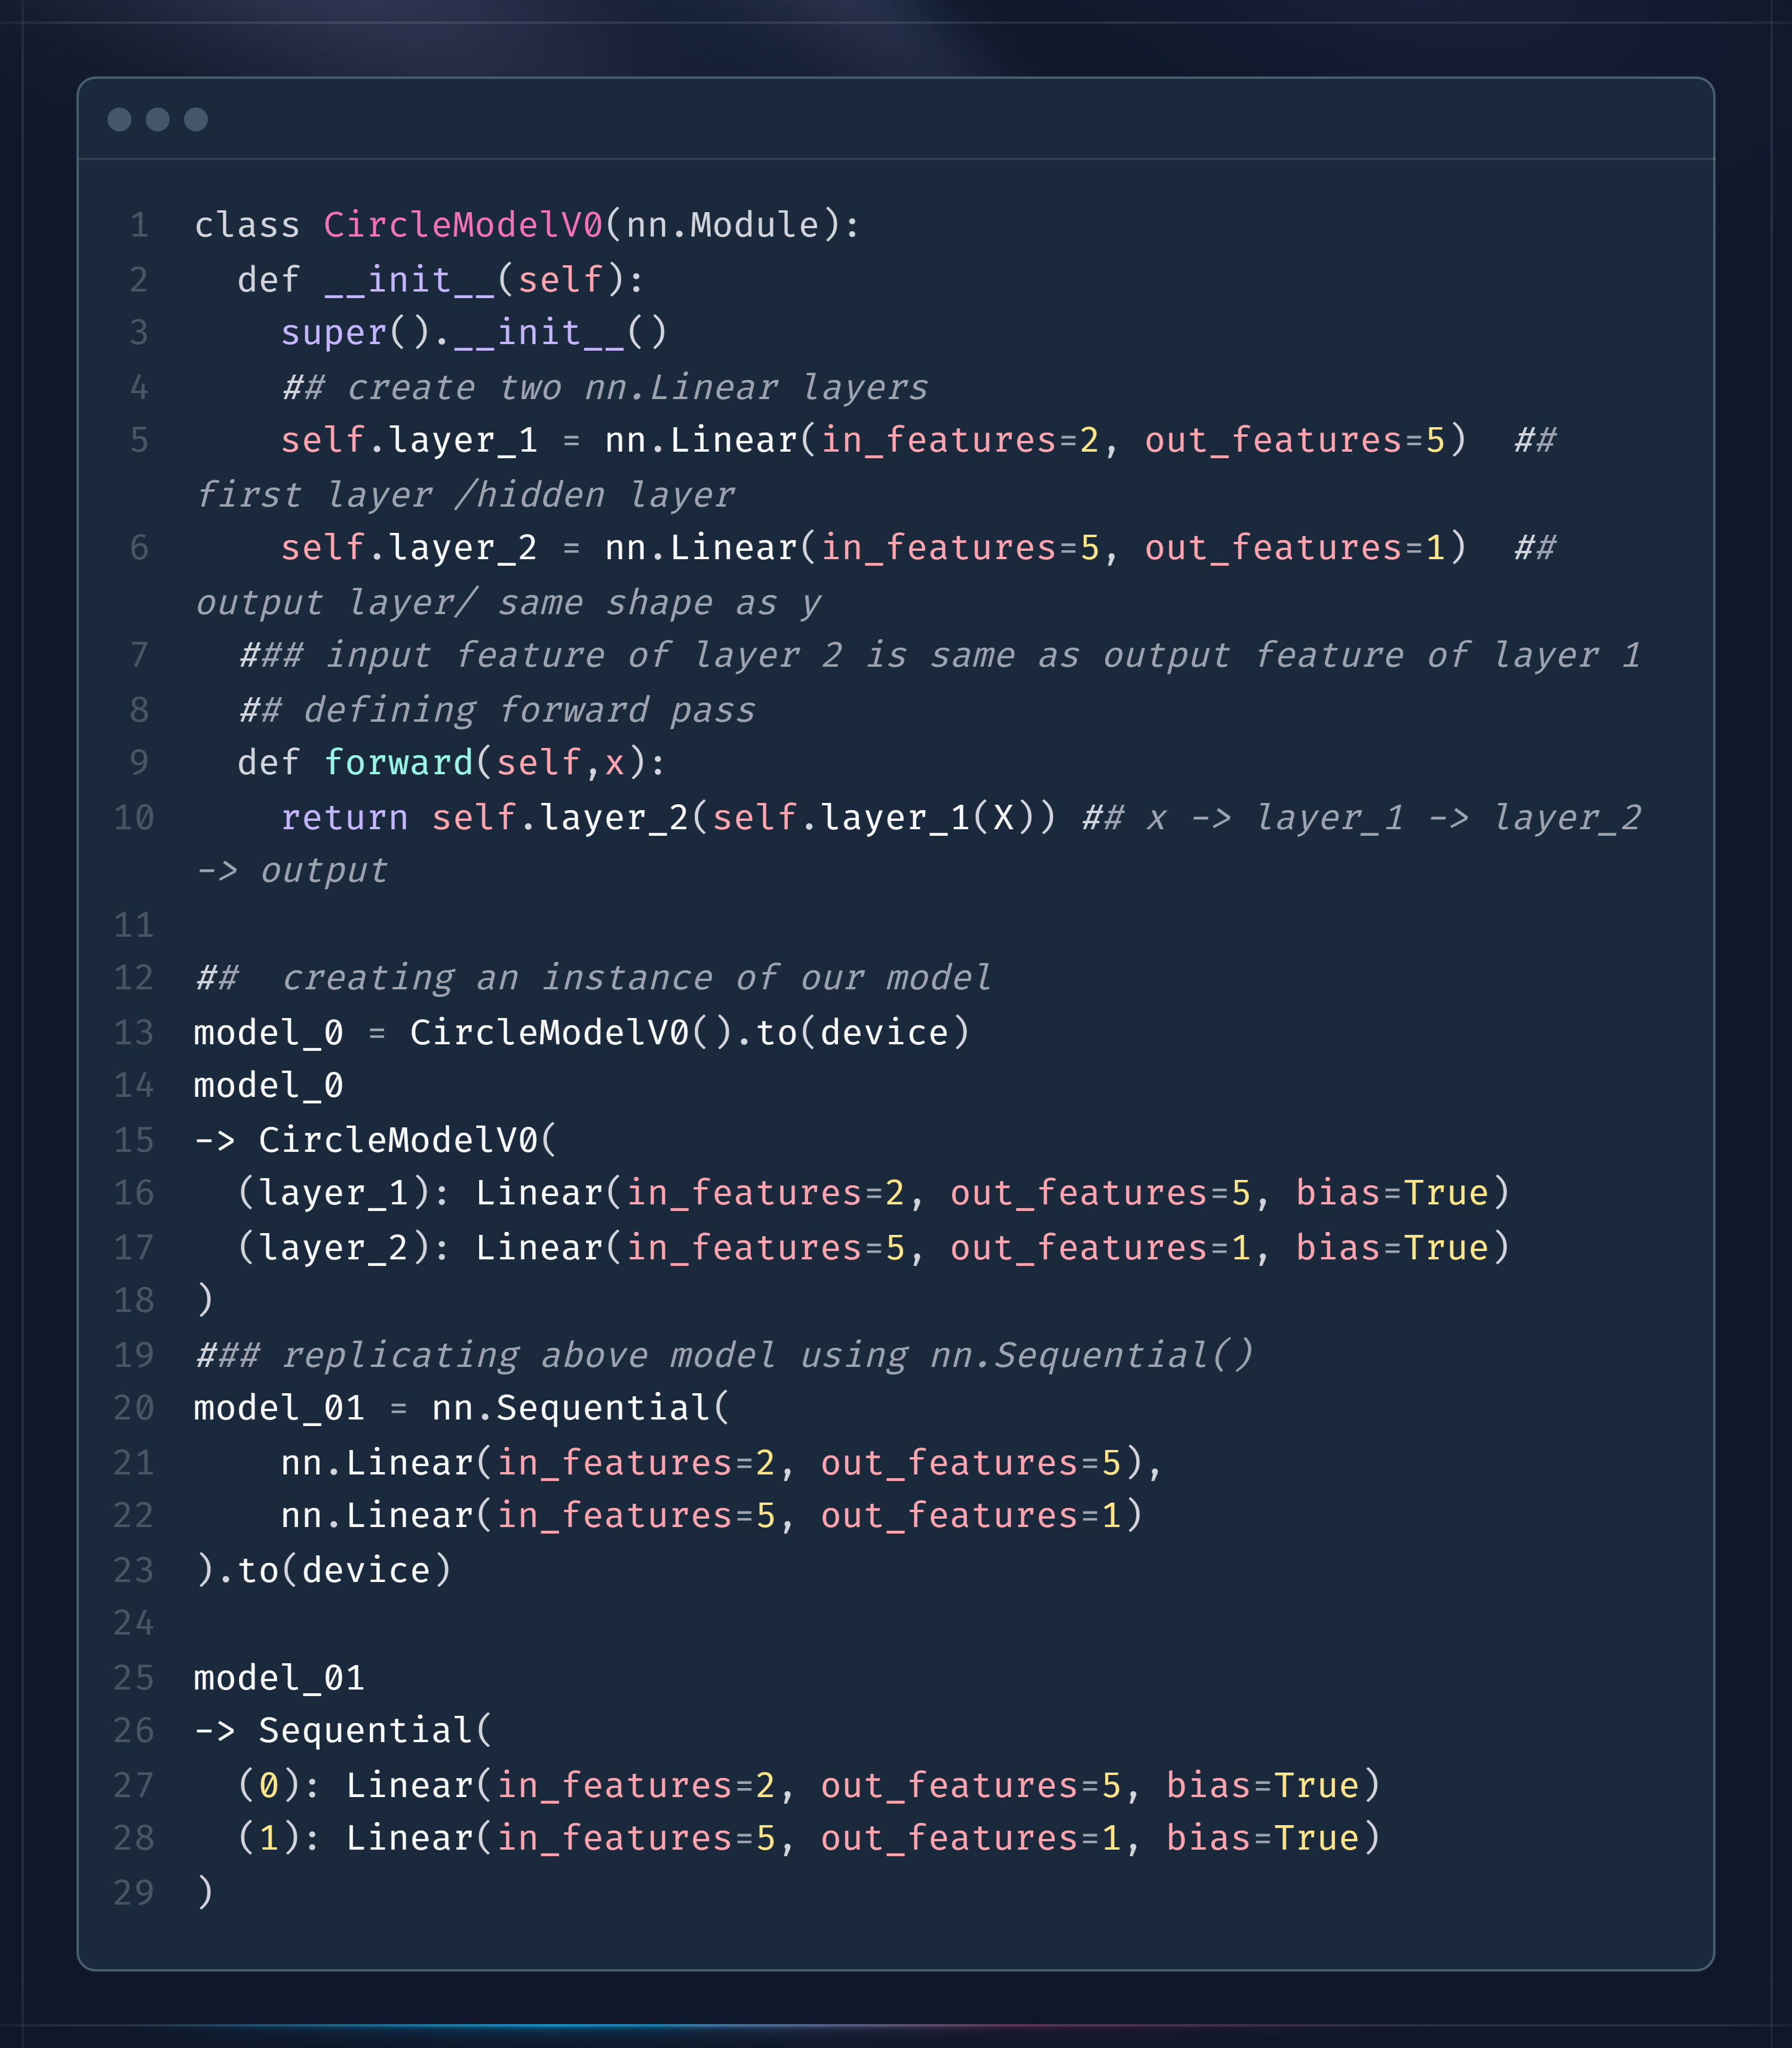 1 class CircleModelV0(nn.Module):
2   def __init__(self):
3     super().__init__()
4     ## create two nn.Linear layers
5     self.layer_1 = nn.Linear(in_features=2, out_features=5)  ##
first layer /hidden layer
6     self.layer_2 = nn.Linear(in_features=5, out_features=1)  ##
output layer/ same shape as y
7   ### input feature of layer 2 is same as output feature of layer 1
8   ## defining forward pass
9   def forward(self,x):
10     return self.layer_2(self.layer_1(X)) ## x -> layer_1 -> layer_2
-> output
11
12 ##  creating an instance of our model
13 model_0 = CircleModelV0().to(device)
14 model_0
15 -> CircleModelV0(
16   (layer_1): Linear(in_features=2, out_features=5, bias=True)
17   (layer_2): Linear(in_features=5, out_features=1, bias=True)
18 )
19 ### replicating above model using nn.Sequential()
20 model_01 = nn.Sequential(
21     nn.Linear(in_features=2, out_features=5),
22     nn.Linear(in_features=5, out_features=1)
23 ).to(device)
24
25 model_01
26 -> Sequential(
27   (0): Linear(in_features=2, out_features=5, bias=True)
28   (1): Linear(in_features=5, out_features=1, bias=True)
29 )